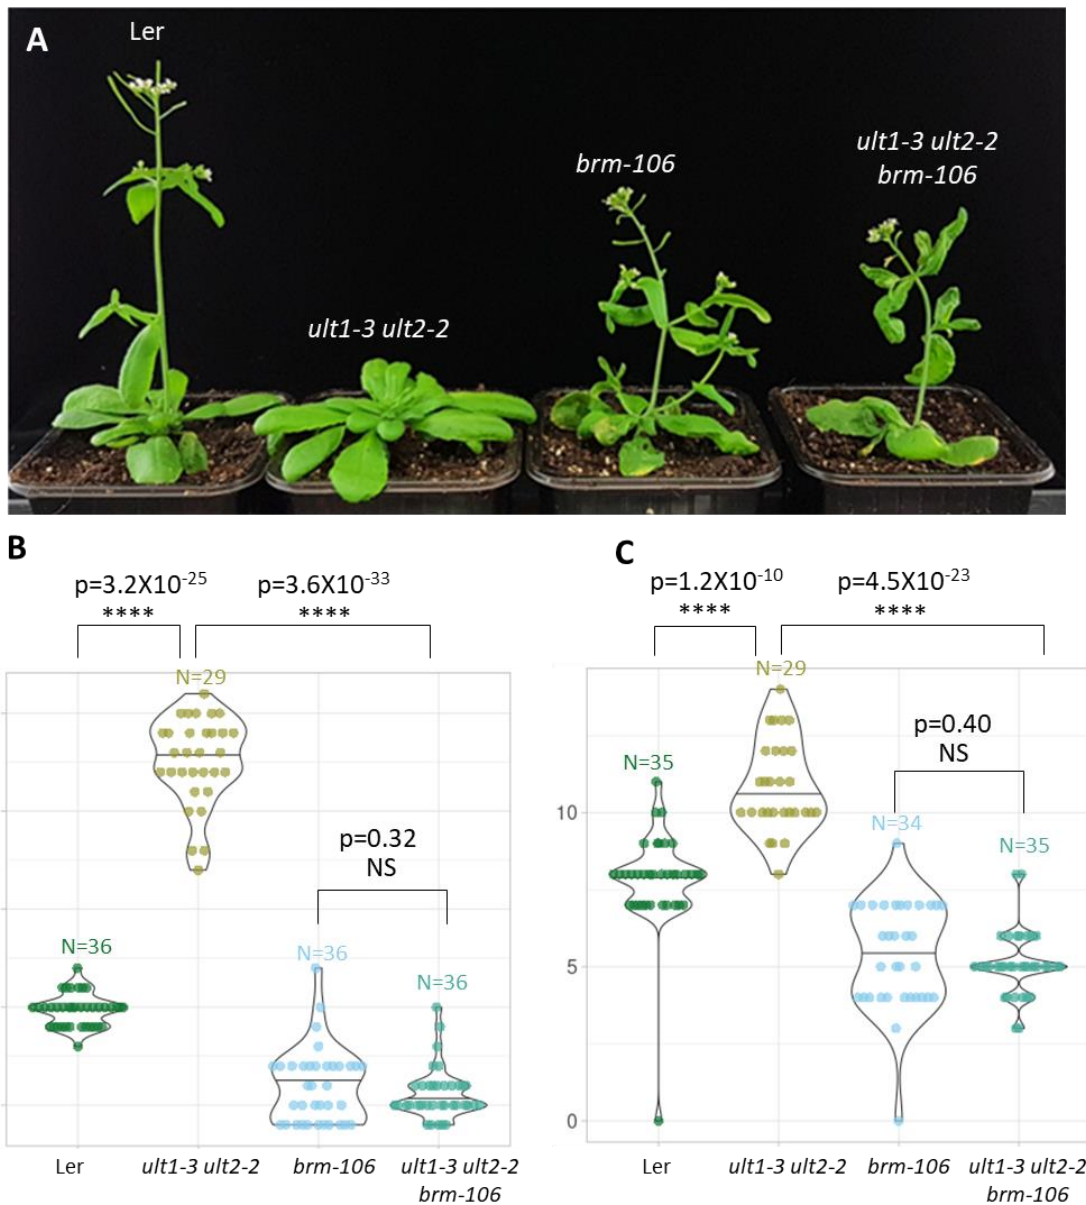 A
Ler
ult1-3 ult2-2
brm-106
ult1-3 ult2-2
brm-106
B
p=3.2X10-25
****
p=3.6X10-33
****
N=29
p=0.32
NS
N=36
N=36
N=36
Ler
ult1-3 ult2-2
brm-106
ult1-3 ult2-2
brm-106
C
p=1.2X10-10
****
p=4.5X10-23
****
N=29
p=0.40
NS
N=35
N=34
N=35
10
5
0
Ler
ult1-3 ult2-2
brm-106
ult1-3 ult2-2
brm-106